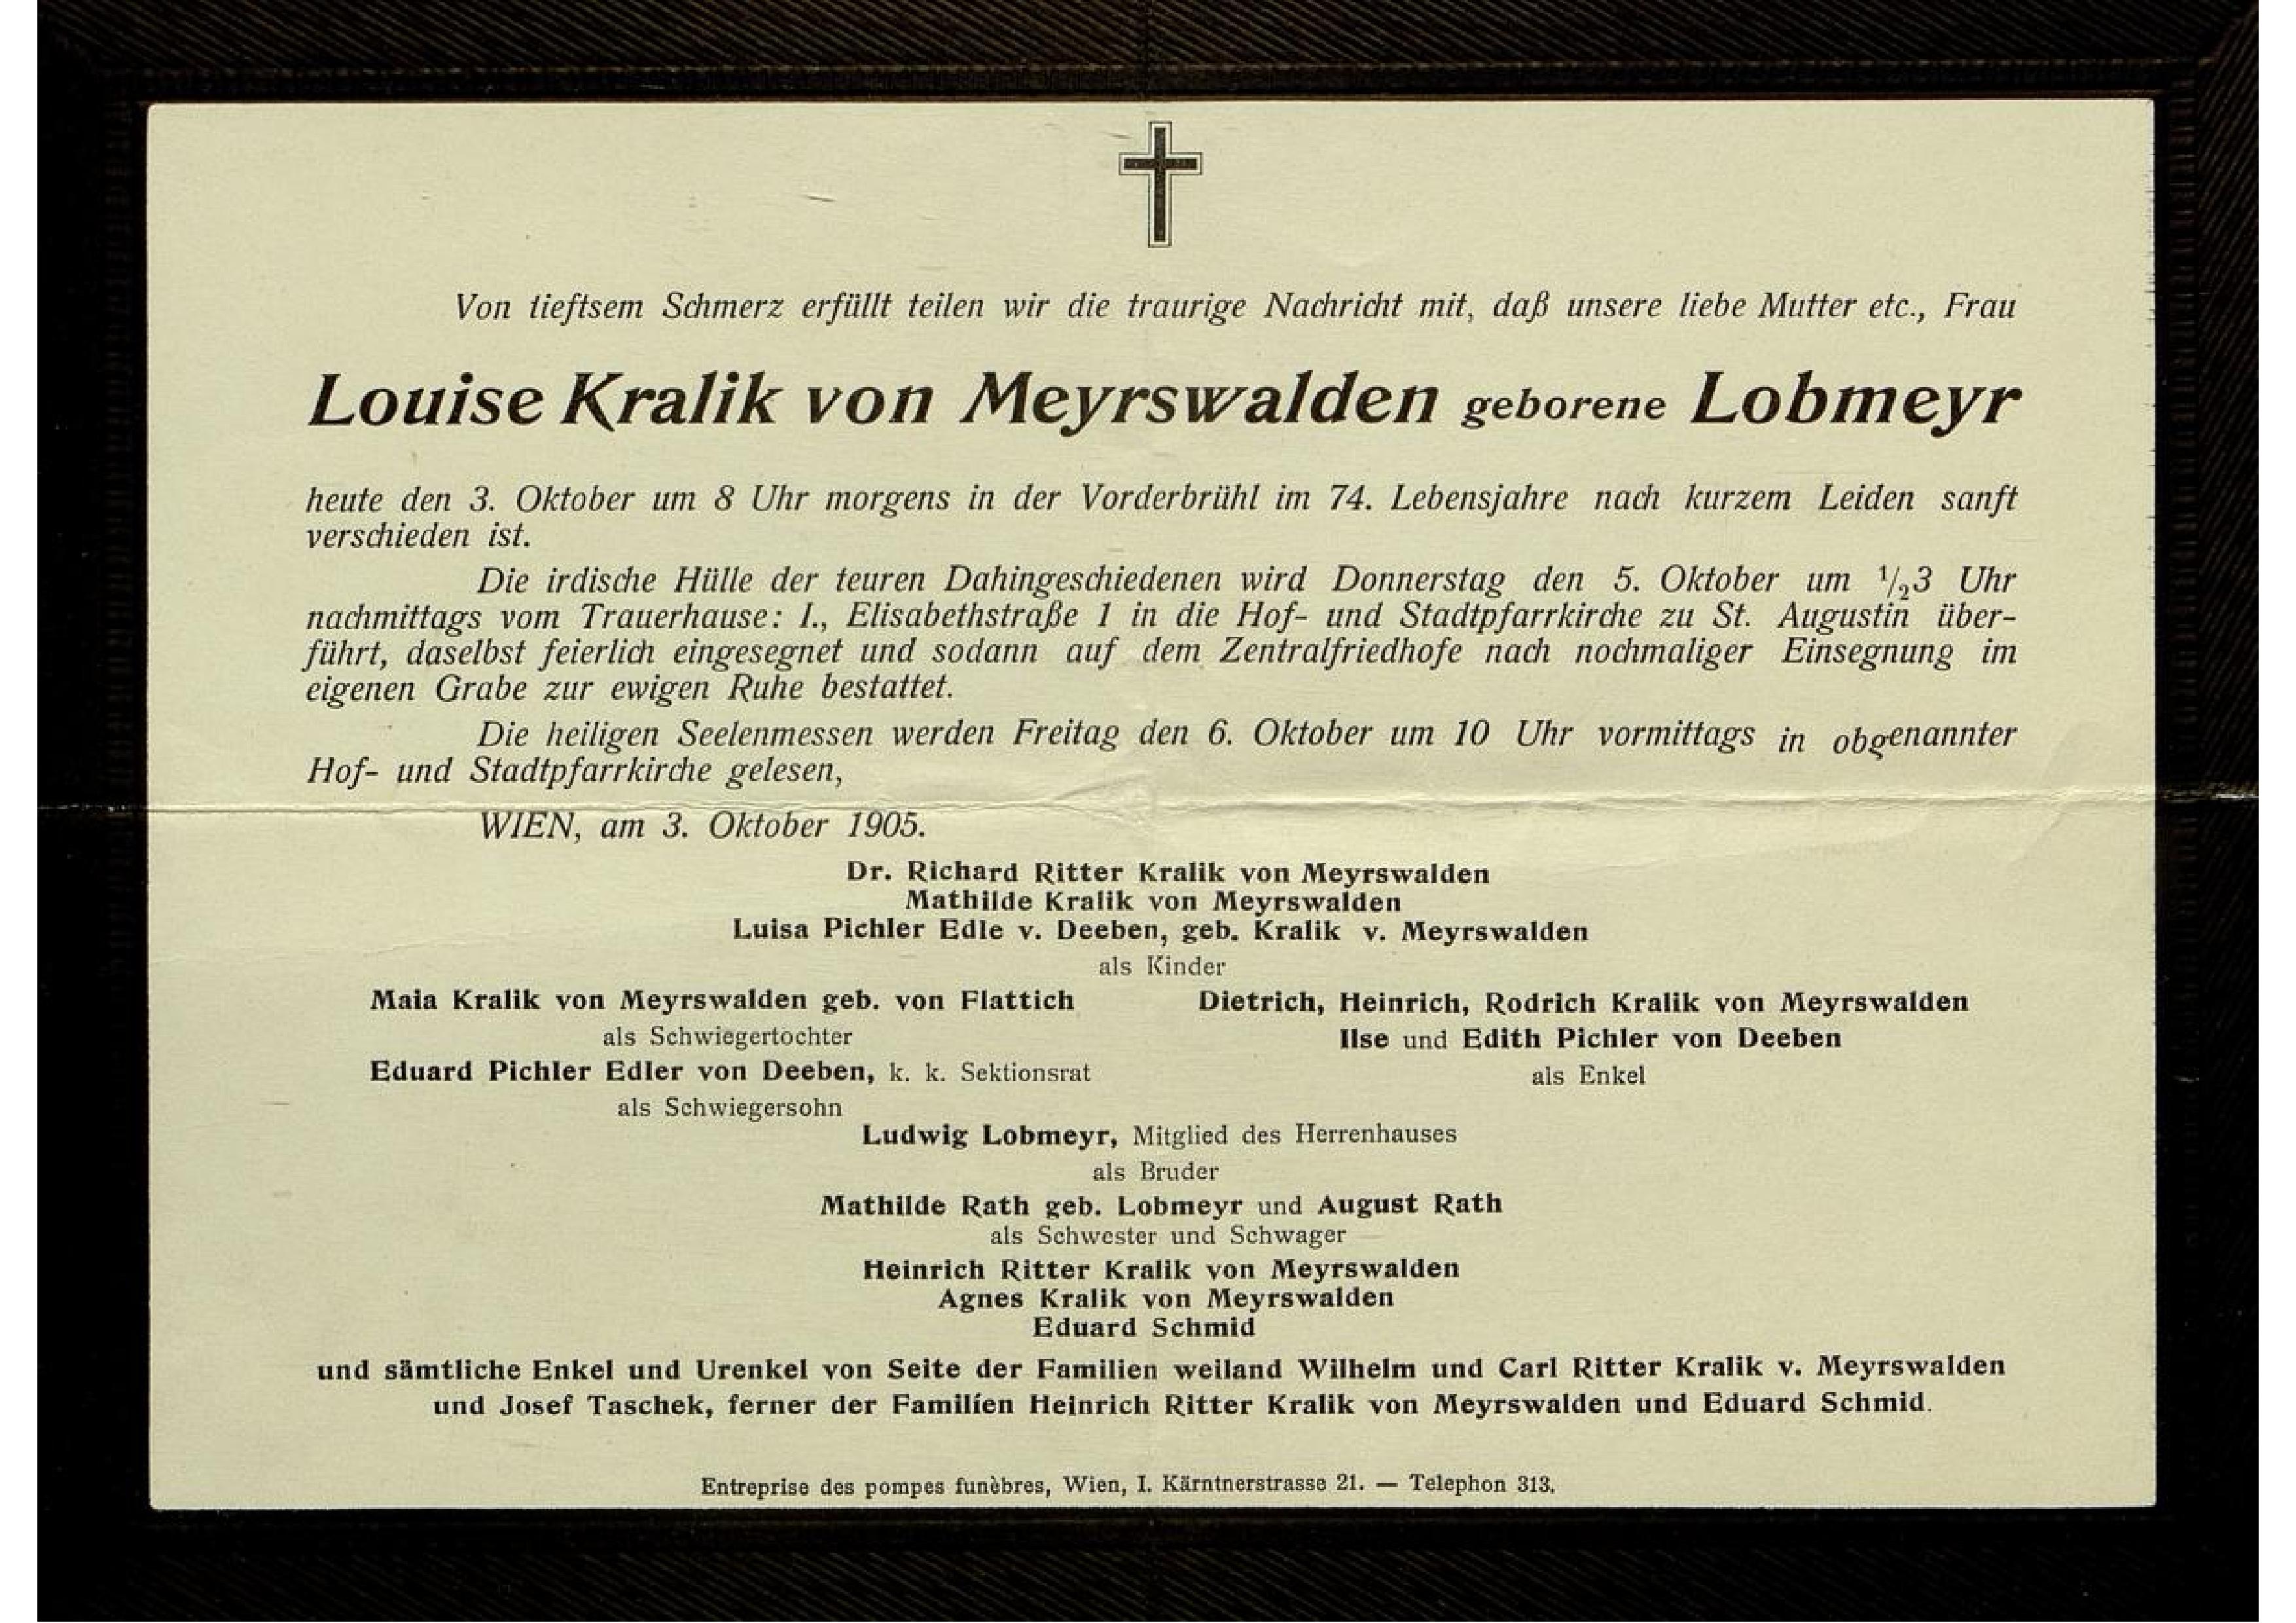 Von tieftsem Schmerz erfüllt teilen wir die traurige Nachricht mit, daß unsere liebe Mutter etc., Frau
Louise Kralik von Meyrswalden geborene Lobmeyr
heute den 3. Oktober um 8 Uhr morgens in der Vorderbrühl im 74. Lebensjahre nach kurzem Leiden sanft
verschieden ist.
Die irdische Hülle der teuren Dahingeschiedenen wird Donnerstag den 5. Oktober um 1/23 Uhr
nachmittags vom Trauerhause: I., Elisabethstraße 1 in die Hof- und Stadtpfarrkirche zu St. Augustin über-
führt, daselbst feierlich eingesegnet und sodann auf dem Zentralfriedhofe nach nochmaliger Einsegnung im
eigenen Grabe zur ewigen Ruhe bestattet.
Die heiligen Seelenmessen werden Freitag den 6. Oktober um 10 Uhr vormittags in obgenannter
Hof- und Stadtpfarrkirche gelesen,
WIEN, am 3. Oktober 1905.
Dr. Richard Ritter Kralik von Meyrswalden
Mathilde Kralik von Meyrswalden
Luisa Pichler Edle v. Deeben, geb. Kralik v. Meyrswalden
als Kinder
Maia Kralik von Meyrswalden geb. von Flattich
als Schwiegertochter
Eduard Pichler Edler von Deeben, k. k. Sektionsrat
als Schwiegersohn
Dietrich, Heinrich, Rodrich Kralik von Meyrswalden
Ilse und Edith Pichler von Deeben
als Enkel
Ludwig Lobmeyr, Mitglied des Herrenhauses
als Bruder
Mathilde Rath geb. Lobmeyr und August Rath
als Schwester und Schwager
Heinrich Ritter Kralik von Meyrswalden
Agnes Kralik von Meyrswalden
Eduard Schmid
und sämtliche Enkel und Urenkel von Seite der Familien weiland Wilhelm und Carl Ritter Kralik v. Meyrswalden
und Josef Taschek, ferner der Familien Heinrich Ritter Kralik von Meyrswalden und Eduard Schmid.
Entreprise des pompes funèbres, Wien, I. Kärntnerstrasse 21. — Telephon 313.